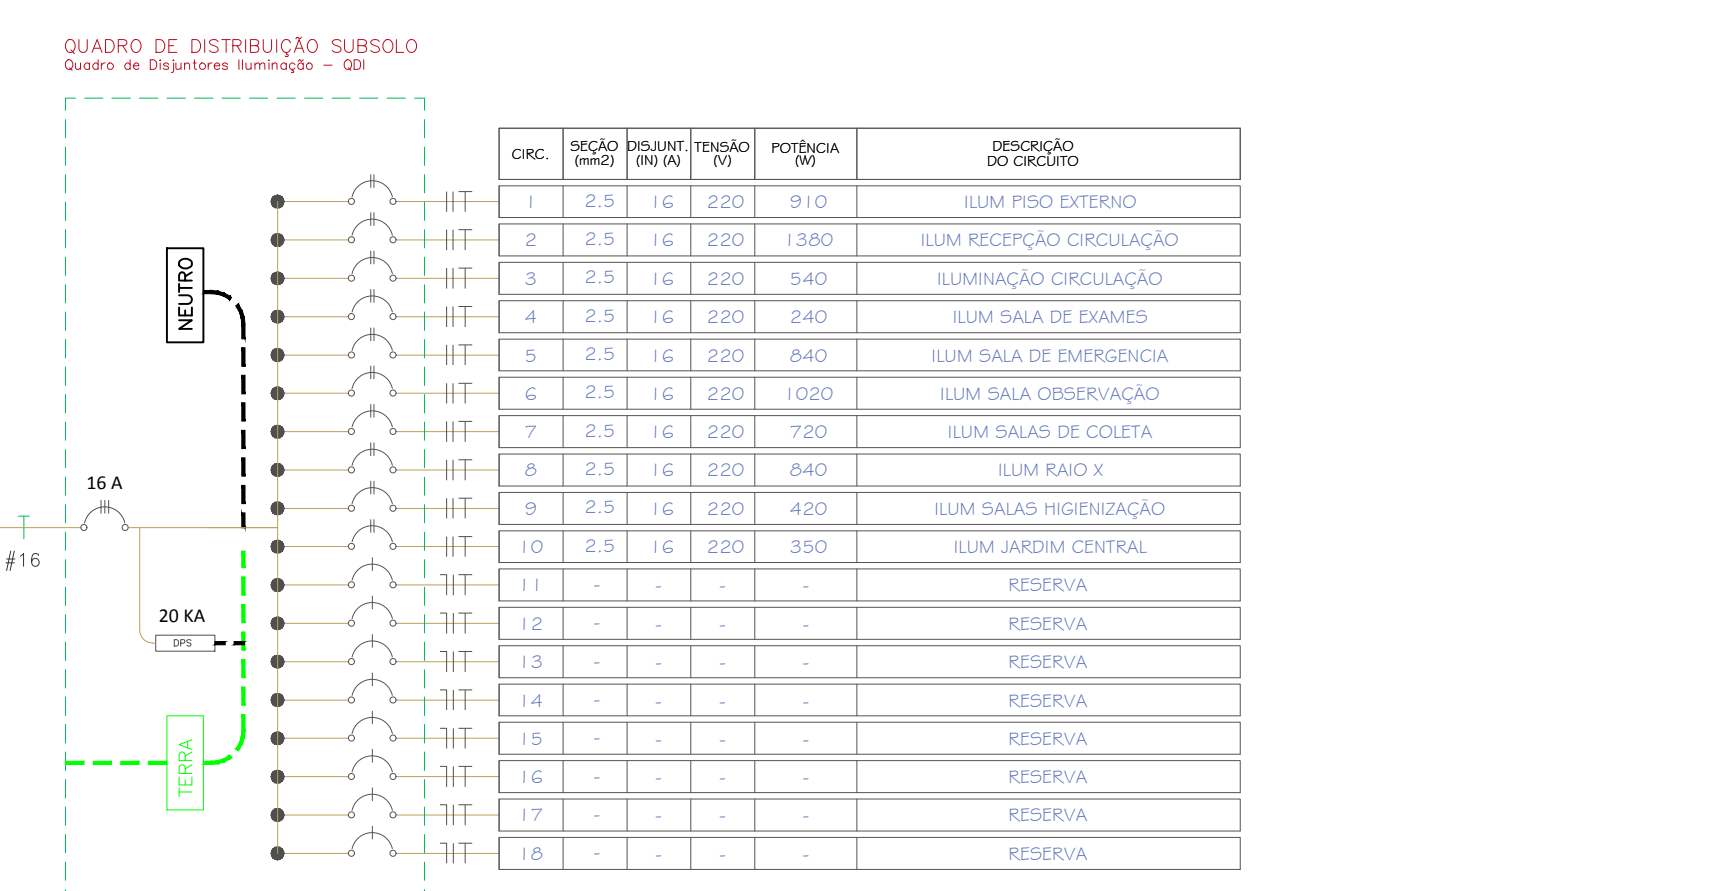 QUADRO DE DISTRIBUIÇÃO SUBSOLO
Quadro de Disjuntores Iluminação – QDI
CIRC. SEÇÃO (mm2) DISJUNT. (IN) (A) TENSÃO (V) POTÊNCIA (W) DESCRIÇÃO DO CIRCUITO
1 2.5 16 220 910 ILUM PISO EXTERNO
2 2.5 16 220 1380 ILUM RECEPÇÃO CIRCULAÇÃO
3 2.5 16 220 540 ILUMINAÇÃO CIRCULAÇÃO
4 2.5 16 220 240 ILUM SALA DE EXAMES
5 2.5 16 220 840 ILUM SALA DE EMERGENCIA
6 2.5 16 220 1020 ILUM SALA OBSERVAÇÃO
7 2.5 16 220 720 ILUM SALAS DE COLETA
8 2.5 16 220 840 ILUM RAIO X
9 2.5 16 220 420 ILUM SALAS HIGIENIZAÇÃO
10 2.5 16 220 350 ILUM JARDIM CENTRAL
11 - - - - RESERVA
12 - - - - RESERVA
13 - - - - RESERVA
14 - - - - RESERVA
15 - - - - RESERVA
16 - - - - RESERVA
17 - - - - RESERVA
18 - - - - RESERVA
NEUTRO
16 A
#16
20 KA
DPS
TERRA